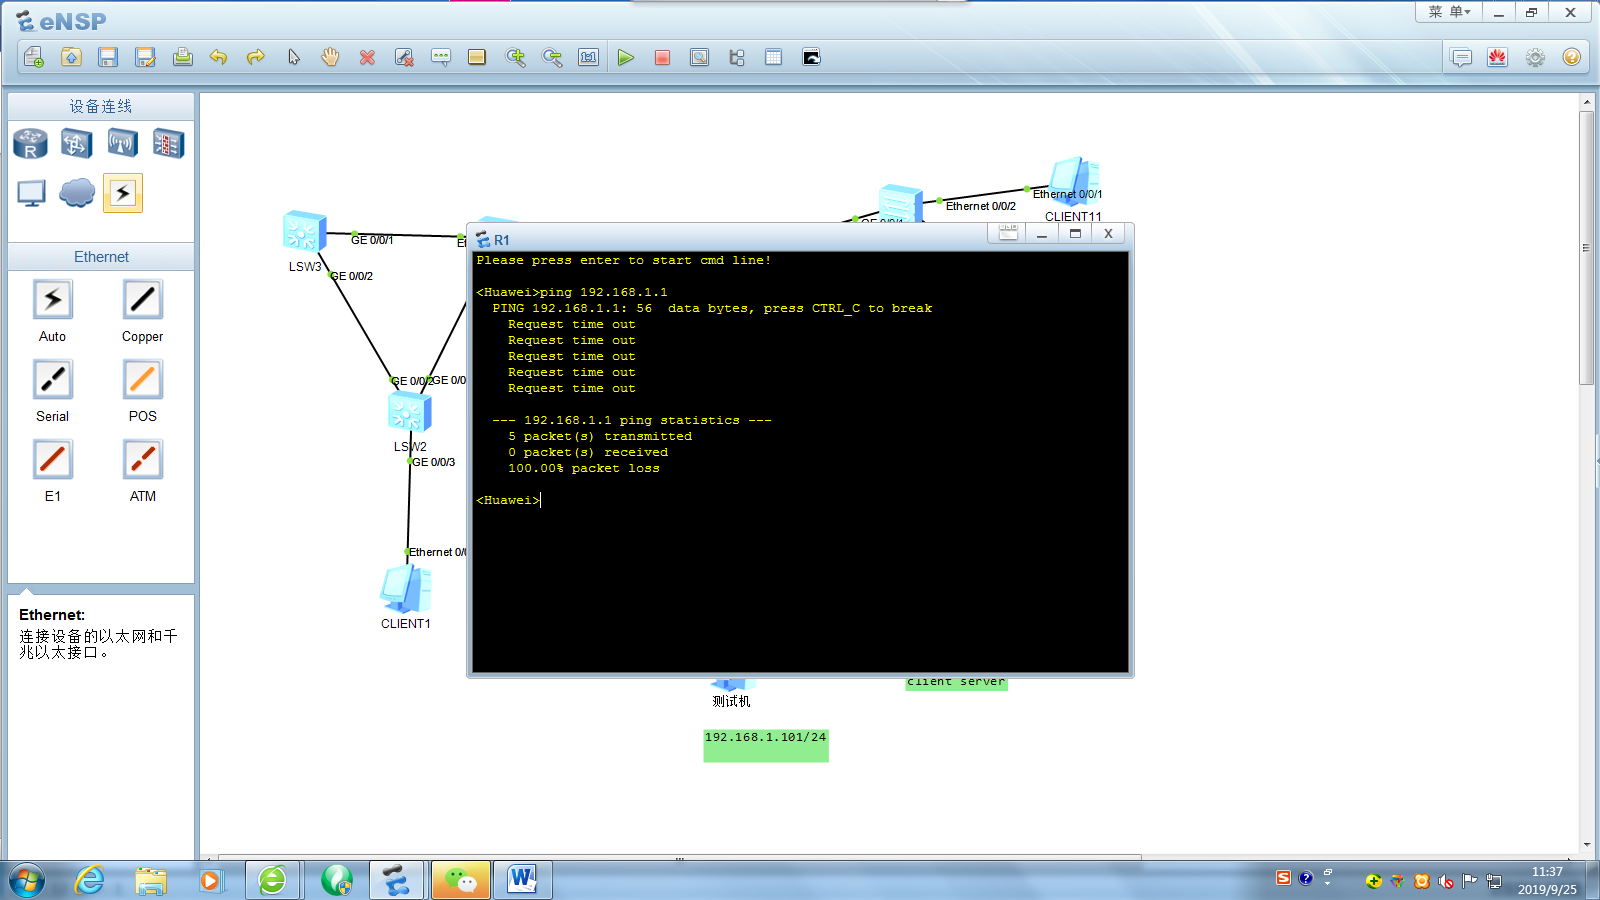 eNSP
菜 单
设备连线
R
Ethernet
Auto
Copper
Serial
POS
E1
ATM
Ethernet:
连接设备的以太网和千
兆以太接口。
LSW3
GE 0/0/1
GE 0/0/2
GE 0/0/2
LSW2
GE 0/0/3
CLIENT1
Ethernet 0/0/2
Ethernet 0/0/1
CLIENT11
R1
Please press enter to start cmd line!
<Huawei>ping 192.168.1.1
PING 192.168.1.1: 56  data bytes, press CTRL_C to break
Request time out
Request time out
Request time out
Request time out
Request time out
--- 192.168.1.1 ping statistics ---
5 packet(s) transmitted
0 packet(s) received
100.00% packet loss
<Huawei>
client server
测试机
192.168.1.101/24
11:37
2019/9/25